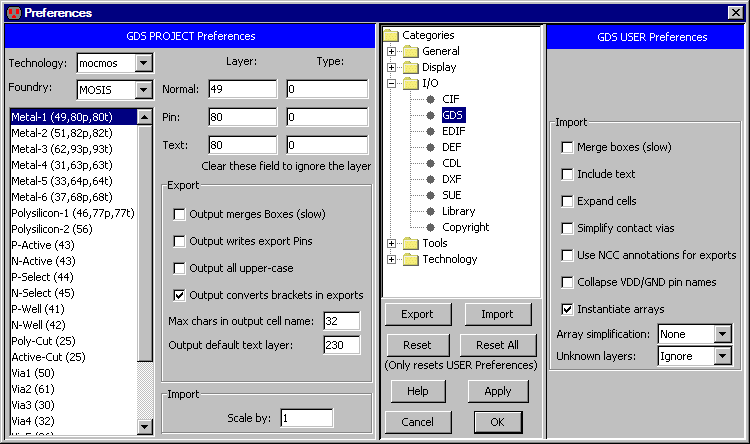 Preferences
GDS PROJECT Preferences
Technology: mocmos
Foundry: MOSIS
Metal-1 (49,80p,80t)
Metal-2 (51,82p,82t)
Metal-3 (62,93p,93t)
Metal-4 (31,63p,63t)
Metal-5 (33,64p,64t)
Metal-6 (37,68p,68t)
Polysilicon-1 (46,77p,77t)
Polysilicon-2 (56)
P-Active (43)
N-Active (43)
P-Select (44)
N-Select (45)
P-Well (41)
N-Well (42)
Poly-Cut (25)
Active-Cut (25)
Via1 (50)
Via2 (61)
Via3 (30)
Via4 (32)
Layer: Type:
Normal: 49 0
Pin: 80 0
Text: 80 0
Clear these field to ignore the layer
Export
Output merges Boxes (slow)
Output writes export Pins
Output all upper-case
Output converts brackets in exports
Max chars in output cell name: 32
Output default text layer: 230
Import
Scale by: 1
Categories
General
Display
I/O
CIF
GDS
EDIF
DEF
CDL
DXF
SUE
Library
Copyright
Tools
Technology
Export Import
Reset Reset All
(Only resets USER Preferences)
Help Apply
Cancel OK
GDS USER Preferences
Import
Merge boxes (slow)
Include text
Expand cells
Simplify contact vias
Use NCC annotations for exports
Collapse VDD/GND pin names
Instantiate arrays
Array simplification: None
Unknown layers: Ignore